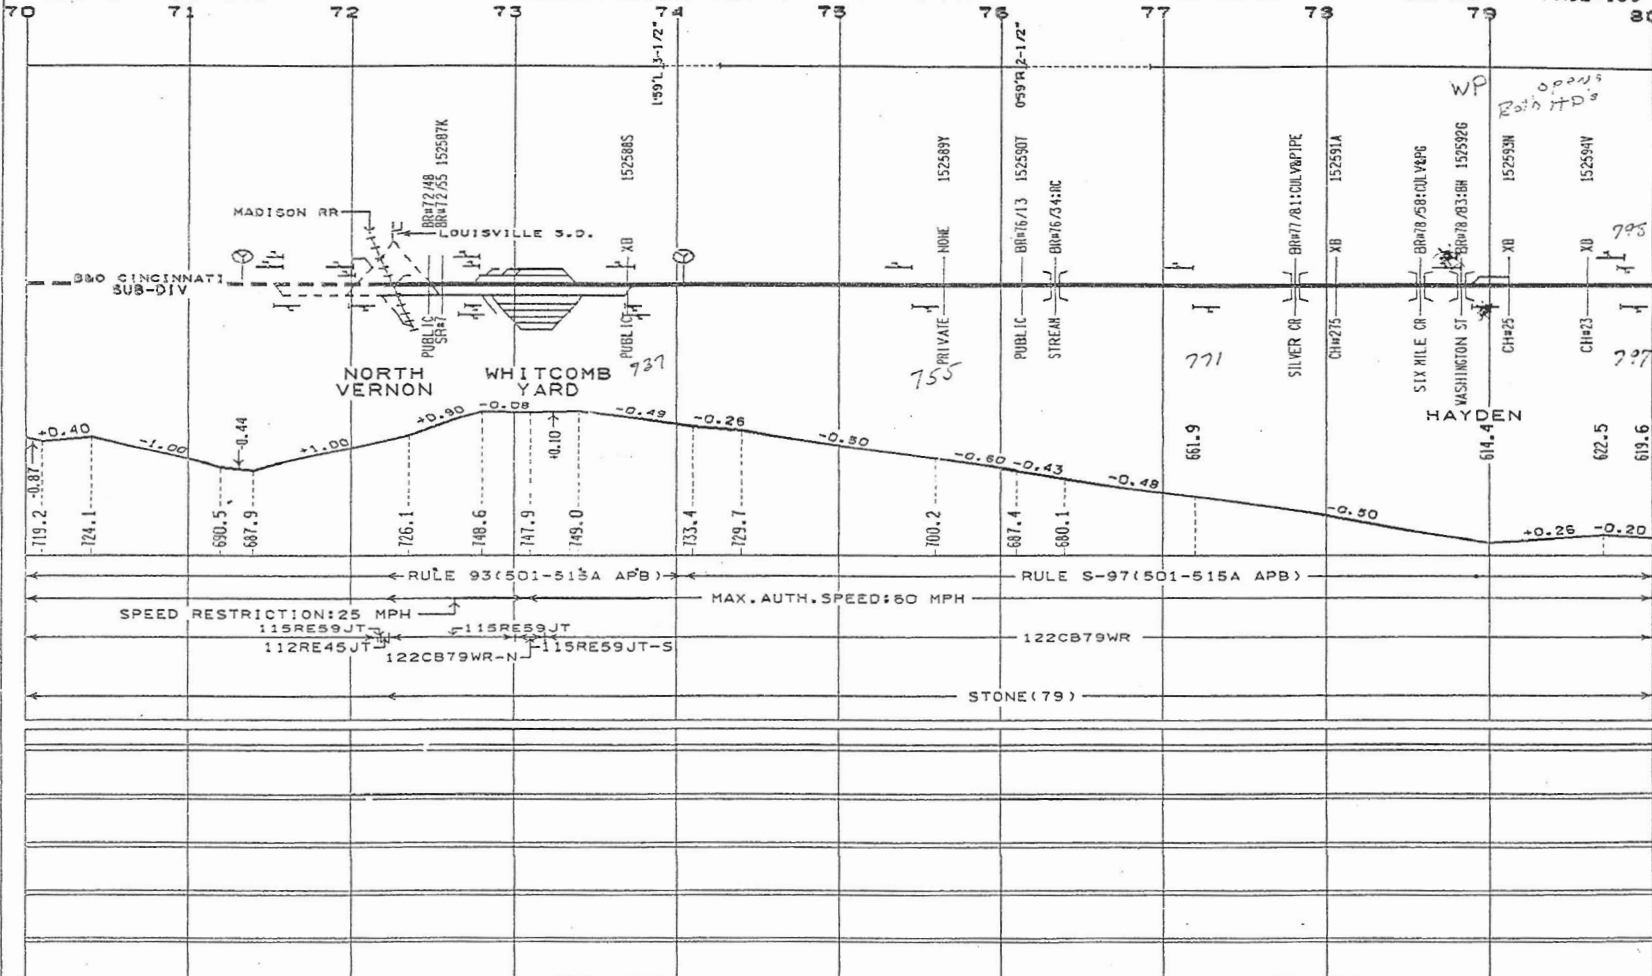 70 71 72 73 74 75 76 77 78 79 80
1°59'L 3-1/2"
0°59'R 2-1/2"
WP
Both HD's
BR#72/48
BR#72/55 152587K
XB 152588S
NONE 152589Y
BR#76/13 152590T
BR#76/34:RC
BR#77/81:CULV&PIPE
XB 152591A
BR#78/58:CULV&PG
BR#78/83:BH 152592G
XB 152593N
XB 152594V
795
MADISON RR
LOUISVILLE S.D.
B&O CINCINNATI
SUB-DIV
PUBLIC
SR#7
PUBLIC
PRIVATE
PUBLIC
STREAM
SILVER CR
CH#275
SIX MILE CR
WASHINGTON ST
CH#25
CH#23
737
755
771
797
NORTH
VERNON
WHITCOMB
YARD
HAYDEN
-0.87 +0.40 -1.00 -0.44 +1.00 +0.90 -0.08 +0.10 -0.49 -0.26 -0.50 -0.60 -0.43 -0.48 -0.50 +0.26 -0.20
719.2 724.1 690.5 687.9 726.1 748.6 747.9 749.0 733.4 729.7 700.2 687.4 680.1 661.9 614.4 622.5 619.6
RULE 93(501-515A APB) RULE S-97(501-515A APB)
MAX.AUTH.SPEED:60 MPH
SPEED RESTRICTION:25 MPH
115RE59JT 115RE59JT
122CB79WR
112RE45JT 122CB79WR-N 115RE59JT-S
STONE(79)